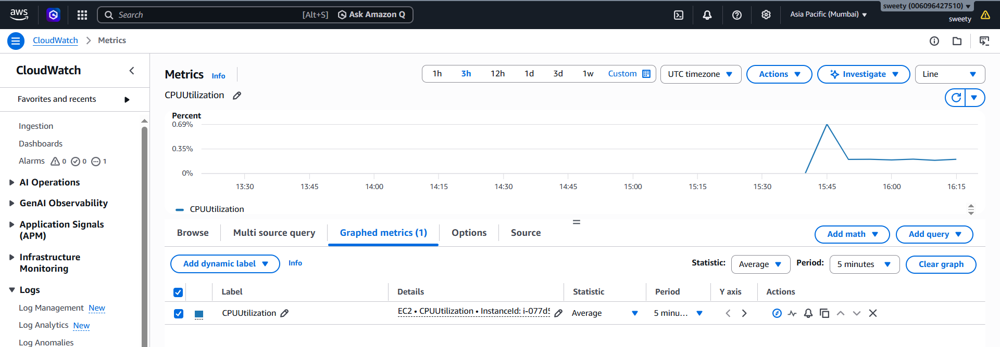 aws
Search [Alt+S] Ask Amazon Q
Asia Pacific (Mumbai)
sweety (006096427510)
sweety
CloudWatch Metrics
CloudWatch
Favorites and recents
Ingestion
Dashboards
Alarms 0 0 1
AI Operations
GenAI Observability
Application Signals
(APM)
Infrastructure
Monitoring
Logs
Log Management New
Log Analytics New
Log Anomalies
Metrics Info
1h 3h 12h 1d 3d 1w Custom UTC timezone Actions Investigate Line
CPUUtilization
Percent
0.69%
0.35%
0%
13:30 13:45 14:00 14:15 14:30 14:45 15:00 15:15 15:30 15:45 16:00 16:15
CPUUtilization
Browse Multi source query Graphed metrics (1) Options Source Add math Add query
Add dynamic label Info Statistic: Average Period: 5 minutes Clear graph
Label Details Statistic Period Y axis Actions
CPUUtilization EC2 • CPUUtilization • InstanceId: i-077d5 Average 5 minu...